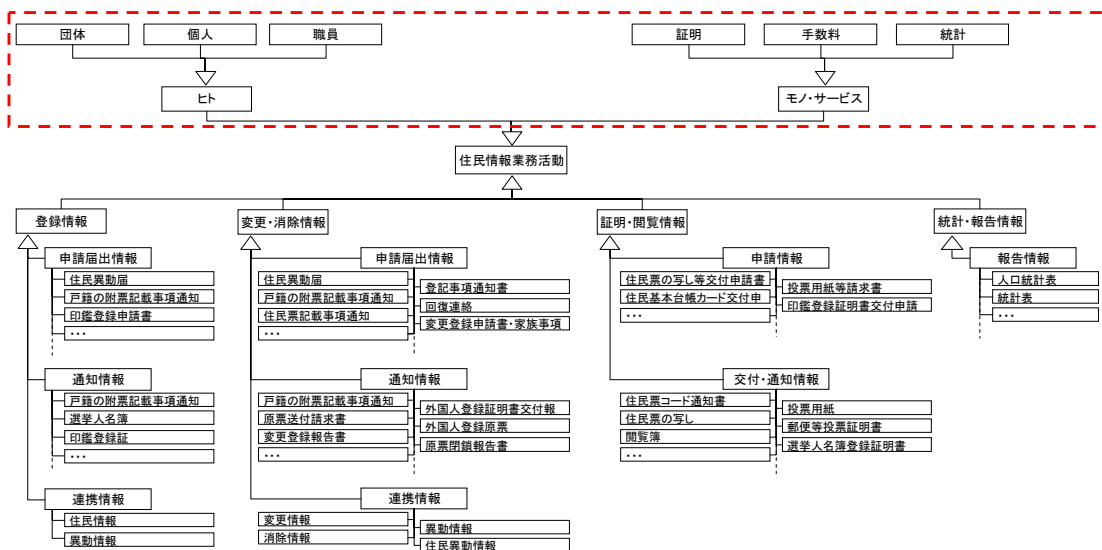 団体
個人
職員
証明
手数料
統計
ヒト
モノ・サービス
住民情報業務活動
登録情報
変更・消除情報
証明・閲覧情報
統計・報告情報
申請届出情報
住民異動届
戸籍の附票記載事項通知
印鑑登録申請書
・・・
通知情報
戸籍の附票記載事項通知
選挙人名簿
印鑑登録証
・・・
連携情報
住民情報
異動情報
申請届出情報
住民異動届
戸籍の附票記載事項通知
住民票記載事項通知
・・・
登記事項通知書
回復連絡
変更登録申請書・家族事項
通知情報
戸籍の附票記載事項通知
原票送付請求書
変更登録報告書
・・・
外国人登録証明書交付報
外国人登録原票
原票閉鎖報告書
連携情報
変更情報
消除情報
異動情報
住民異動情報
申請情報
住民票の写し等交付申請書
住民基本台帳カード交付申
・・・
投票用紙等請求書
印鑑登録証明書交付申請
交付・通知情報
住民票コード通知書
住民票の写し
閲覧簿
・・・
投票用紙
郵便等投票証明書
選挙人名簿登録証明書
報告情報
人口統計表
統計表
・・・